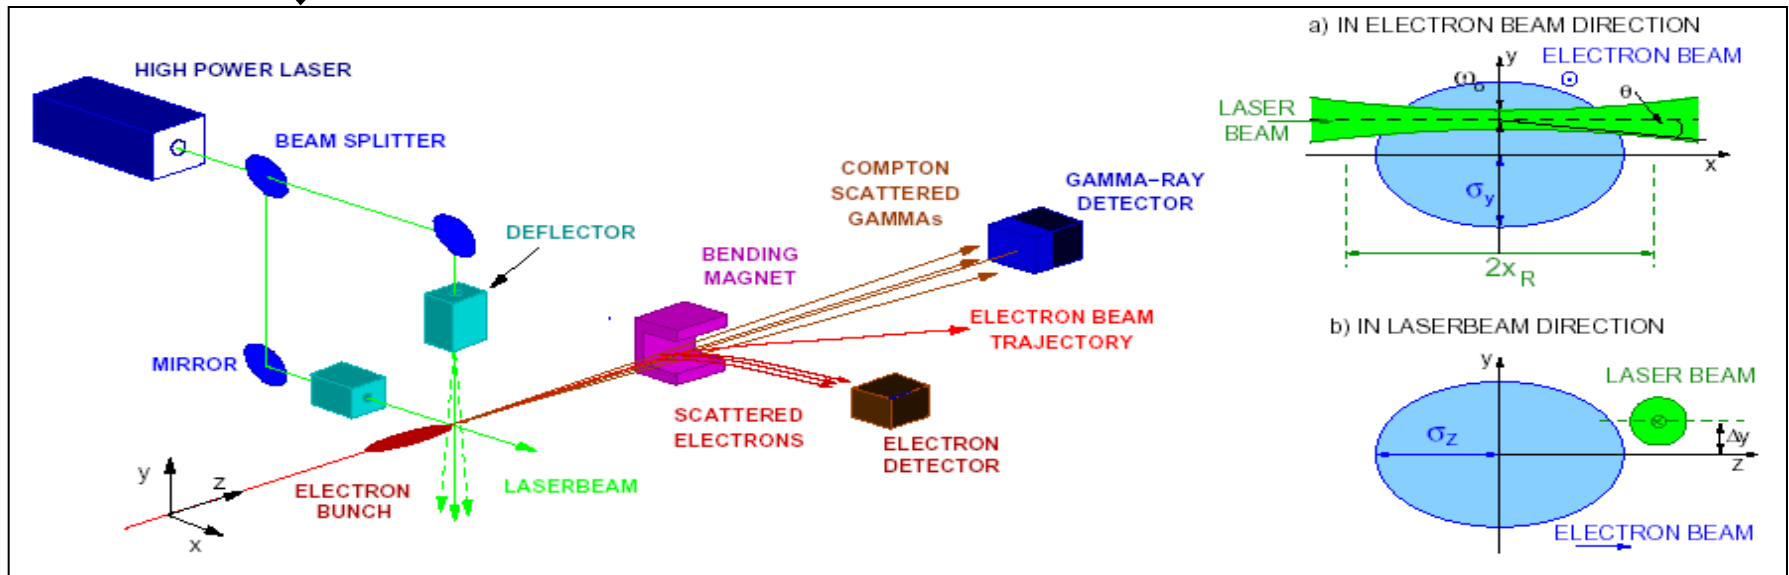 HIGH POWER LASER
BEAM SPLITTER
DEFLECTOR
MIRROR
BENDING
MAGNET
COMPTON
SCATTERED
GAMMAs
GAMMA-RAY
DETECTOR
ELECTRON BEAM
TRAJECTORY
SCATTERED
ELECTRONS
ELECTRON
DETECTOR
LASERBEAM
ELECTRON
BUNCH
y
z
x
a) IN ELECTRON BEAM DIRECTION
y
ELECTRON BEAM
ω₀
θ
LASER
BEAM
x
σy
2xR
b) IN LASERBEAM DIRECTION
y
LASER BEAM
σz
Δy
z
ELECTRON BEAM